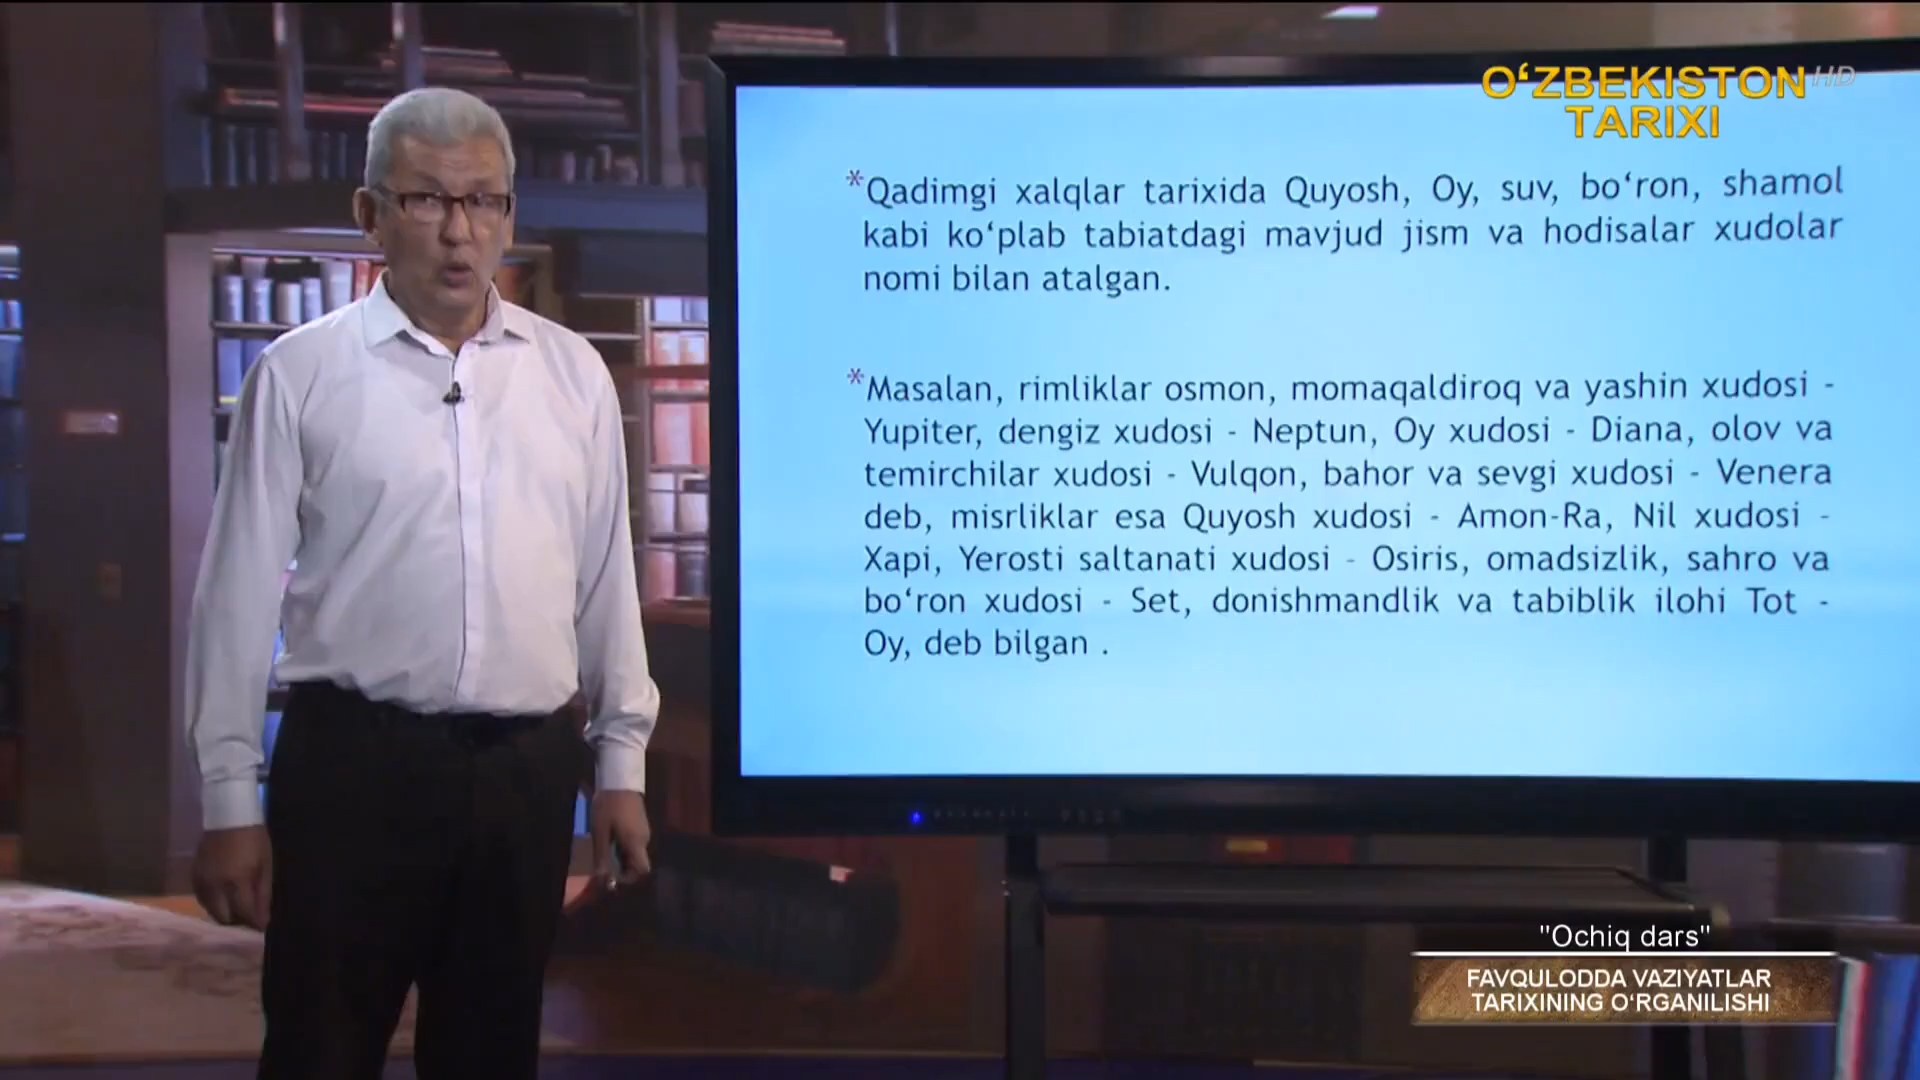 O‘ZBEKISTON HD
TARIXI
*Qadimgi xalqlar tarixida Quyosh, Oy, suv, bo‘ron, shamol
kabi ko‘plab tabiatdagi mavjud jism va hodisalar xudolar
nomi bilan atalgan.
*Masalan, rimliklar osmon, momaqaldiroq va yashin xudosi -
Yupiter, dengiz xudosi - Neptun, Oy xudosi - Diana, olov va
temirchilar xudosi - Vulqon, bahor va sevgi xudosi - Venera
deb, misrliklar esa Quyosh xudosi - Amon-Ra, Nil xudosi -
Xapi, Yerosti saltanati xudosi - Osiris, omadsizlik, sahro va
bo‘ron xudosi - Set, donishmandlik va tabiblik ilohi Tot -
Oy, deb bilgan .
"Ochiq dars"
FAVQULODDA VAZIYATLAR
TARIXINING O‘RGANILISHI